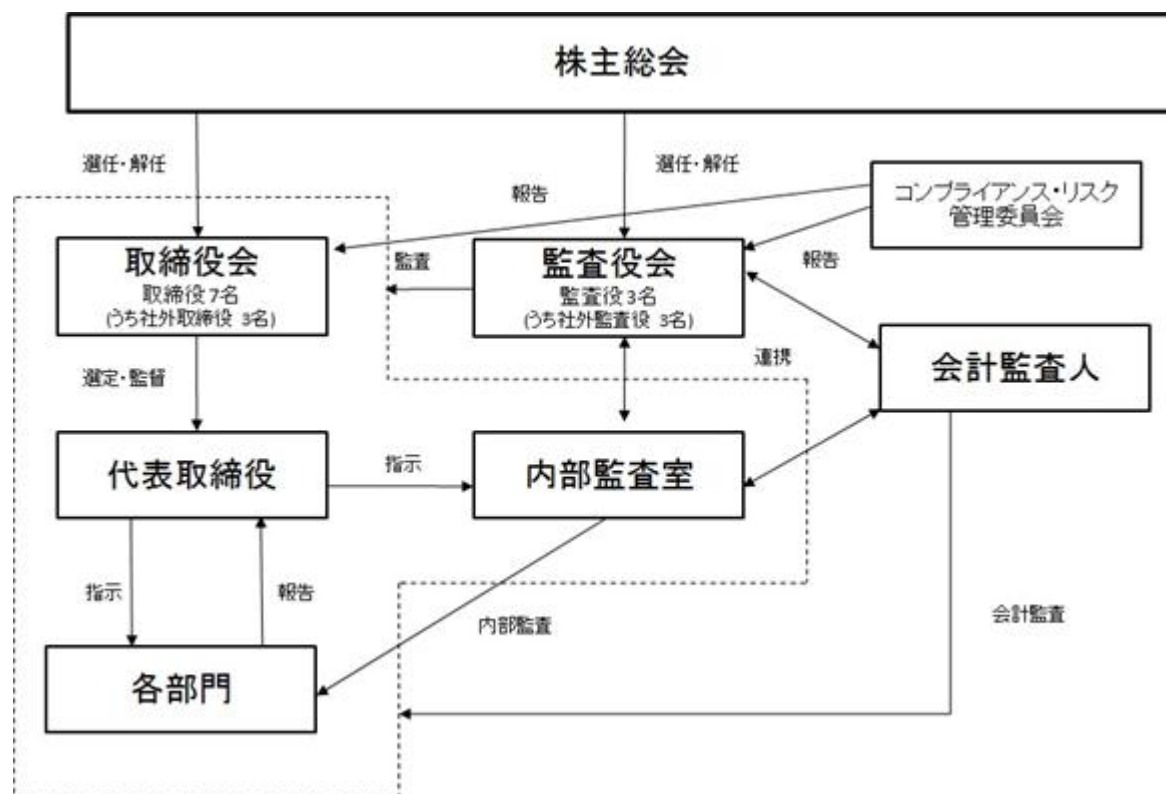 株主総会
選任・解任
選任・解任
報告
コンプライアンス・リスク
管理委員会
取締役会
取締役7名
(うち社外取締役 3名)
監査
監査役会
監査役3名
(うち社外監査役 3名)
報告
選定・監督
連携
会計監査人
代表取締役
指示
内部監査室
指示
報告
内部監査
会計監査
各部門